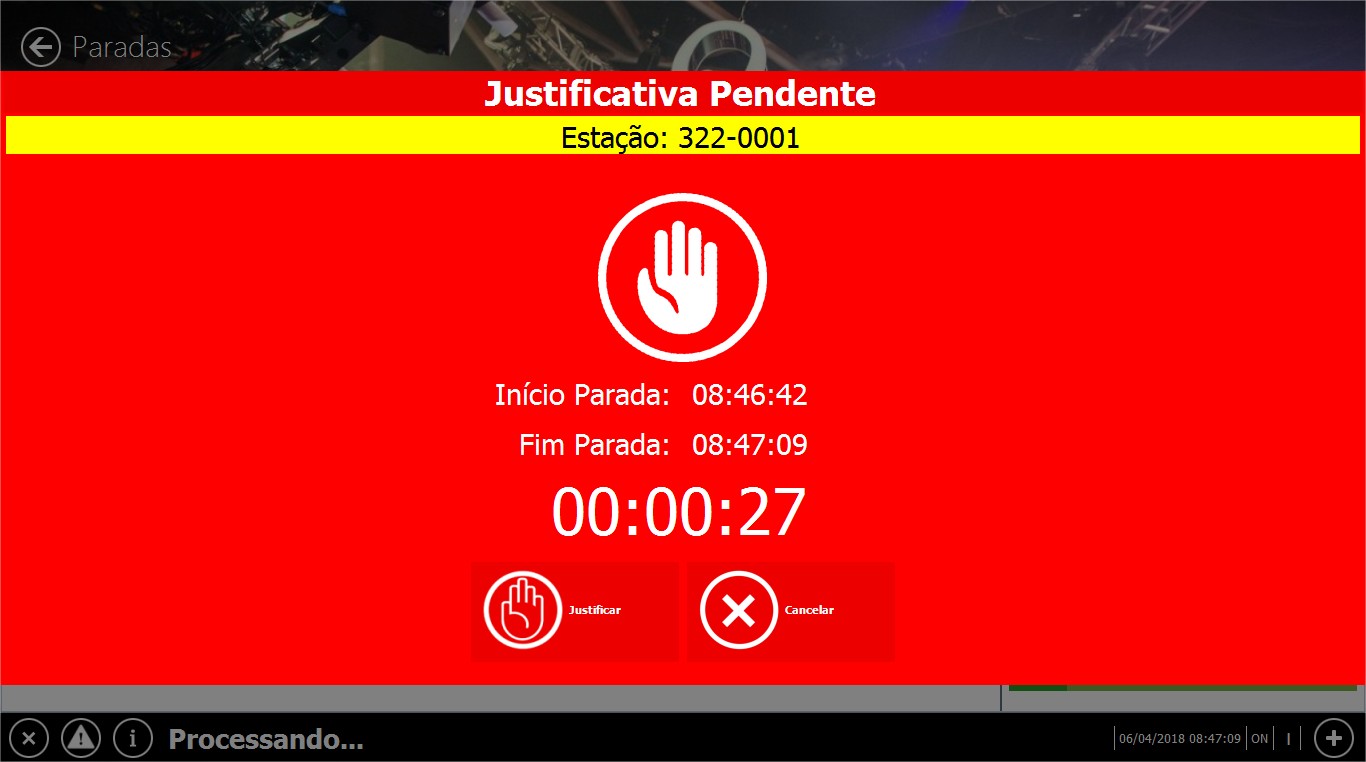 Paradas
Justificativa Pendente
Estação: 322-0001
Início Parada: 08:46:42
Fim Parada: 08:47:09
00:00:27
Justificar
Cancelar
Processando...
06/04/2018 08:47:09 ON I